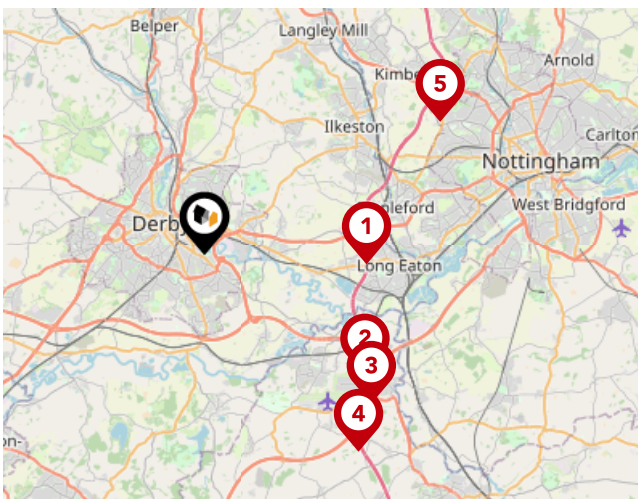 Belper
Langley Mill
Arnold
Kimbe
5
Ilkeston
Carlton
Nottingham
Derby
pleford
West Bridgford
1
Long Eaton
2
3
4
on-